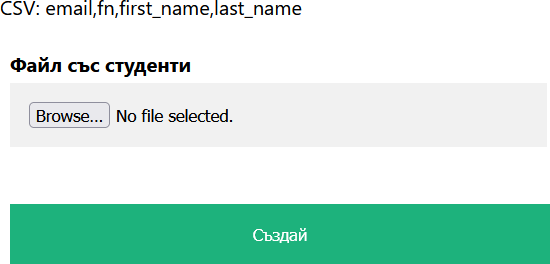 CSV: email,fn,first_name,last_name
Файл със студенти
Browse... No file selected.
Създай